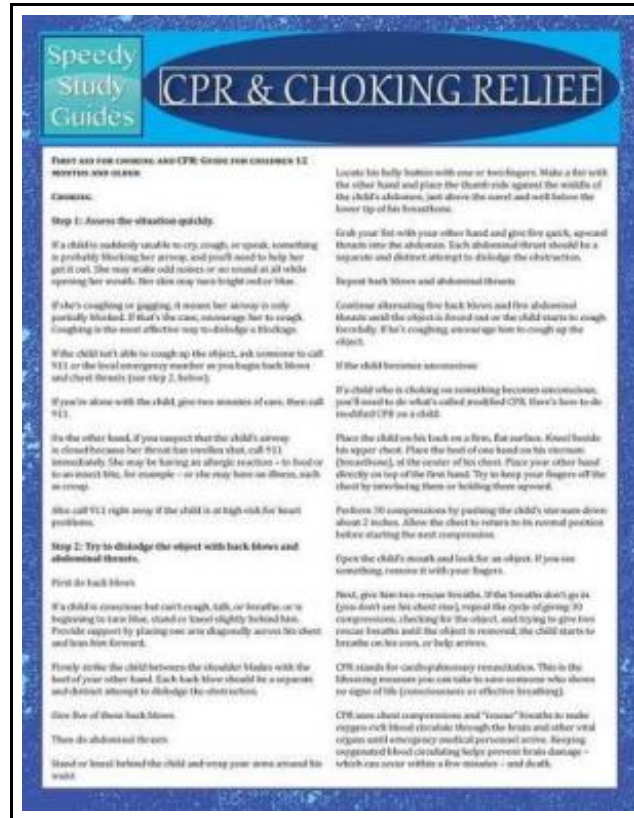 Speedy
Study
Guides
CPR & CHOKING RELIEF
FIRST AID FOR CHOKING AND CPR: GUIDE FOR CHILDREN 12
MONTHS AND OLDER
CHOKING
Step 1: Assess the situation quickly.
If a child is suddenly unable to cry, cough, or speak, something
is probably blocking her airway, and you'll need to help her
get it out. She may make odd noises or no sound at all while
opening her mouth. Her skin may turn bright red or blue.
If she's coughing or gagging, it means her airway is only
partially blocked. If that's the case, encourage her to cough.
Coughing is the most effective way to dislodge a blockage.
If the child isn't able to cough up the object, ask someone to call
911 or the local emergency number as you begin back blows
and chest thrusts (see step 2, below).
If you're alone with the child, give two minutes of care, then call
911.
On the other hand, if you suspect that the child's airway
is closed because her throat has swollen shut, call 911
immediately. She may be having an allergic reaction – to food or
to an insect bite, for example – or she may have an illness, such
as croup.
Also call 911 right away if the child is at high risk for heart
problems.
Step 2: Try to dislodge the object with back blows and
abdominal thrusts.
First do back blows
If a child is conscious but can't cough, talk, or breathe, or is
beginning to turn blue, stand or kneel slightly behind him.
Provide support by placing one arm diagonally across his chest
and lean him forward.
Firmly strike the child between the shoulder blades with the
heel of your other hand. Each back blow should be a separate
and distinct attempt to dislodge the obstruction.
Give five of these back blows.
Then do abdominal thrusts
Stand or kneel behind the child and wrap your arms around his
waist.
Locate his belly button with one or two fingers. Make a fist with
the other hand and place the thumb side against the middle of
the child's abdomen, just above the navel and well below the
lower tip of his breastbone.
Grab your fist with your other hand and give five quick, upward
thrusts into the abdomen. Each abdominal thrust should be a
separate and distinct attempt to dislodge the obstruction.
Repeat back blows and abdominal thrusts
Continue alternating five back blows and five abdominal
thrusts until the object is forced out or the child starts to cough
forcefully. If he's coughing, encourage him to cough up the
object.
If the child becomes unconscious
If a child who is choking on something becomes unconscious,
you'll need to do what's called modified CPR. Here's how to do
modified CPR on a child:
Place the child on his back on a firm, flat surface. Kneel beside
his upper chest. Place the heel of one hand on his sternum
(breastbone), at the center of his chest. Place your other hand
directly on top of the first hand. Try to keep your fingers off the
chest by interlacing them or holding them upward.
Perform 30 compressions by pushing the child's sternum down
about 2 inches. Allow the chest to return to its normal position
before starting the next compression.
Open the child's mouth and look for an object. If you see
something, remove it with your fingers.
Next, give him two rescue breaths. If the breaths don't go in
(you don't see his chest rise), repeat the cycle of giving 30
compressions, checking for the object, and trying to give two
rescue breaths until the object is removed, the child starts to
breathe on his own, or help arrives.
CPR stands for cardiopulmonary resuscitation. This is the
lifesaving measure you can take to save someone who shows
no signs of life (consciousness or effective breathing).
CPR uses chest compressions and "rescue" breaths to make
oxygen-rich blood circulate through the brain and other vital
organs until emergency medical personnel arrive. Keeping
oxygenated blood circulating helps prevent brain damage –
which can occur within a few minutes – and death.